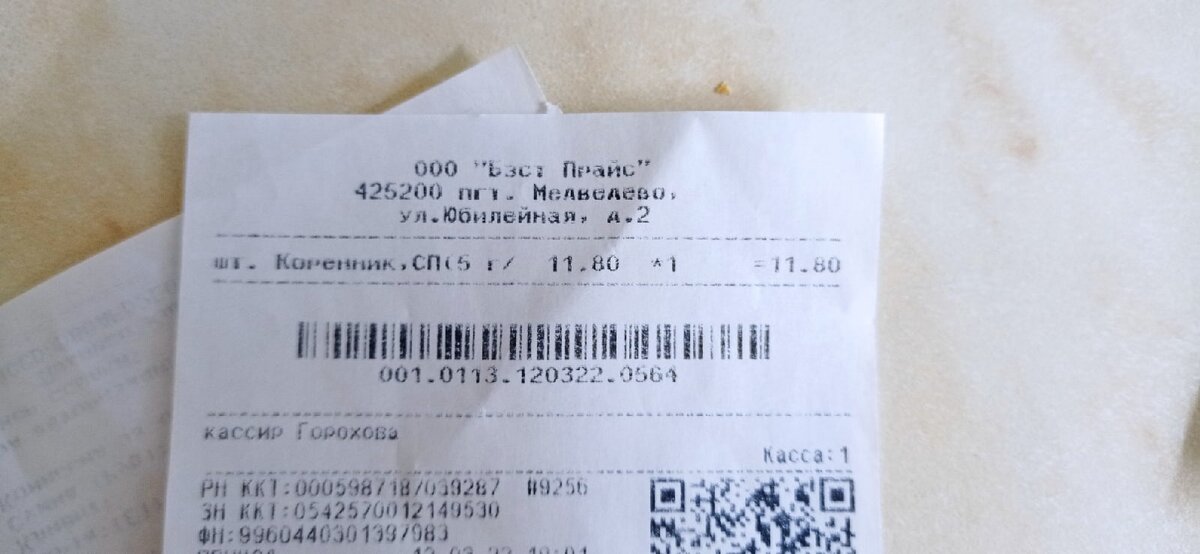 ООО "Бэст Прайс"
425200 пгт. Медведево,
ул.Юбилейная, д.2
шт. Коренник,СП(5 г/ 11.80 *1 =11.80
001.0113.120322.0564
кассир Горохова
Касса:1
РН ККТ:0005987187039287 #9256
ЗН ККТ:0542570012149530
ФН:9960440301397983